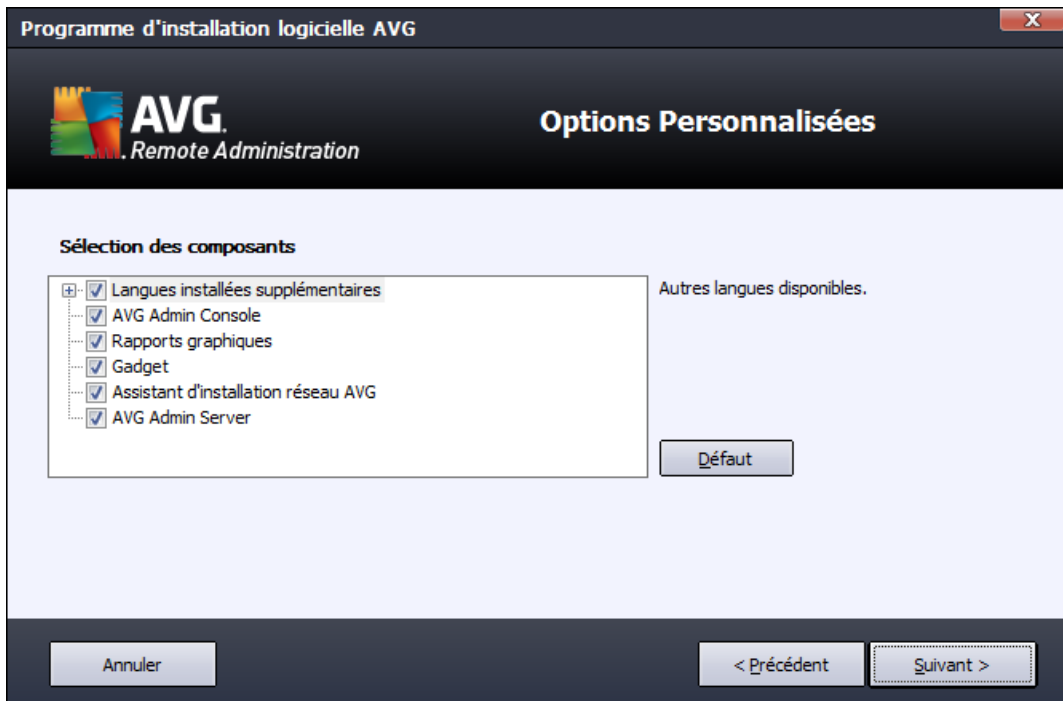 Programme d'installation logicielle AVG
AVG.
Remote Administration
Options Personnalisées
Sélection des composants
Langues installées supplémentaires
AVG Admin Console
Rapports graphiques
Gadget
Assistant d'installation réseau AVG
AVG Admin Server
Autres langues disponibles.
Défaut
Annuler
< Précédent
Suivant >